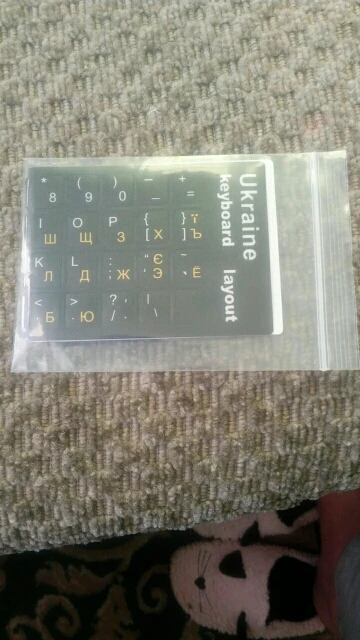 Ukraine
keyboard layout
* ( ) – +
8 9 0 _ =
I O P { } Ї
Ш Щ З [ Х ] Ъ
K L : “ Є ~
Л Д ; Ж ‘ Э ` Ё
< > ? , |
Б . Ю / . \